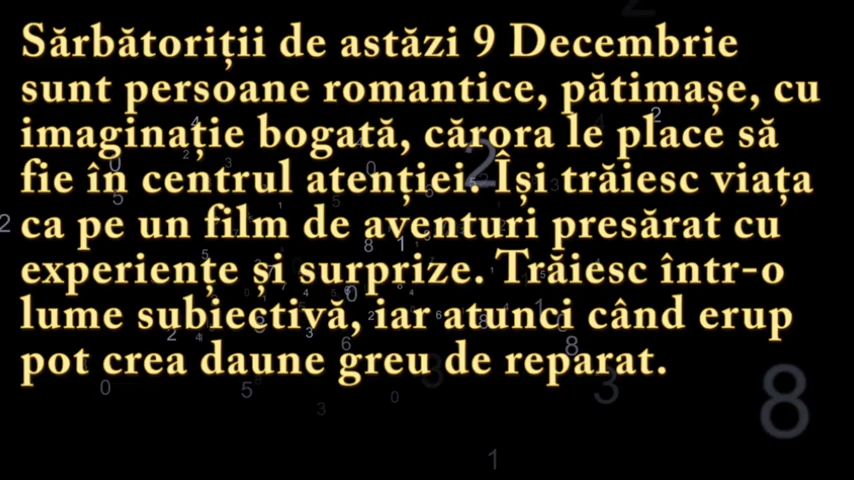 Sărbătoriții de astăzi 9 Decembrie
sunt persoane romantice, pătimașe, cu
imaginație bogată, cărora le place să
fie în centrul atenției. Își trăiesc viața
ca pe un film de aventuri presărat cu
experiențe și surprize. Trăiesc într-o
lume subiectivă, iar atunci când erup
pot crea daune greu de reparat.